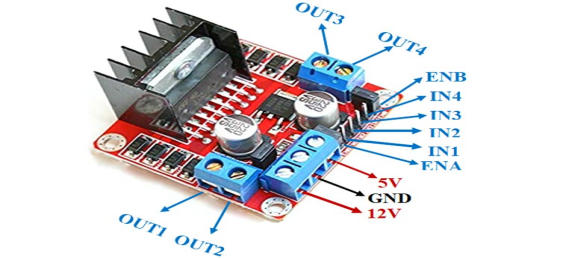 OUT3
OUT4
ENB
IN4
IN3
IN2
IN1
ENA
5V
GND
12V
OUT1
OUT2